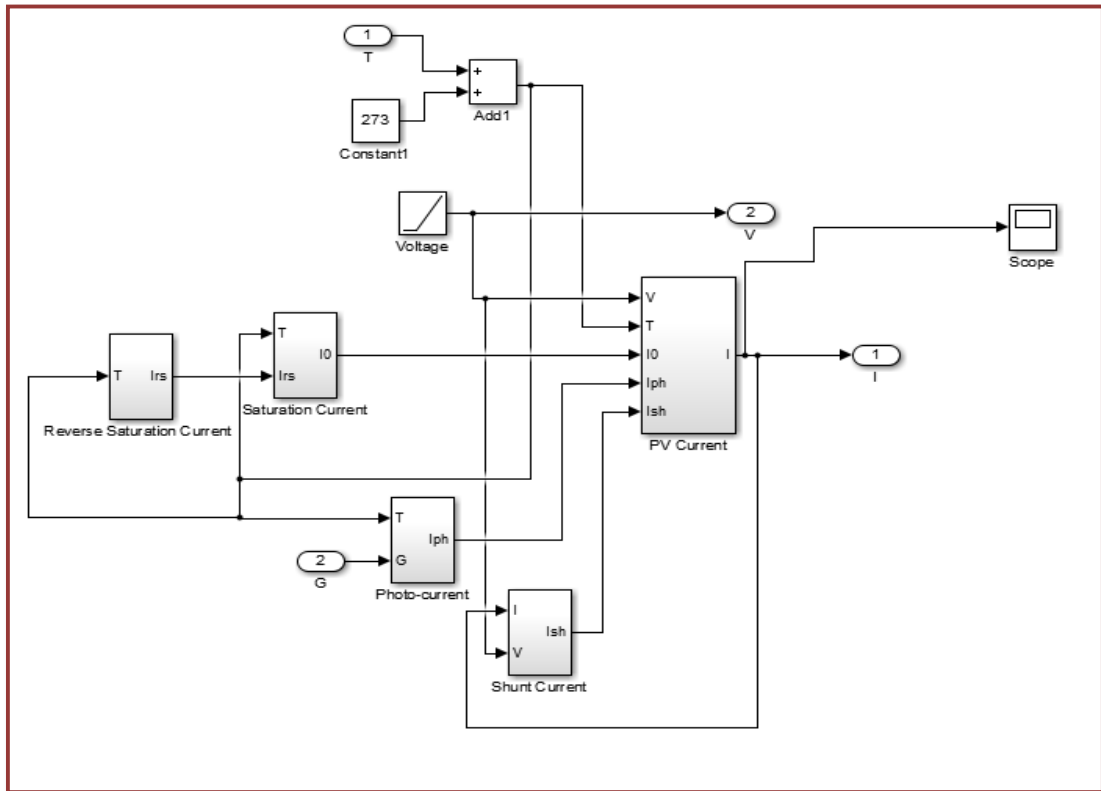 1
T
+
+
Add1
273
Constant1
Voltage
2
V
Scope
V
T
I0
Iph
Ish
I
PV Current
1
I
T
Irs
I0
Saturation Current
T
Irs
Reverse Saturation Current
T
G
Iph
Photo-current
2
G
I
V
Ish
Shunt Current